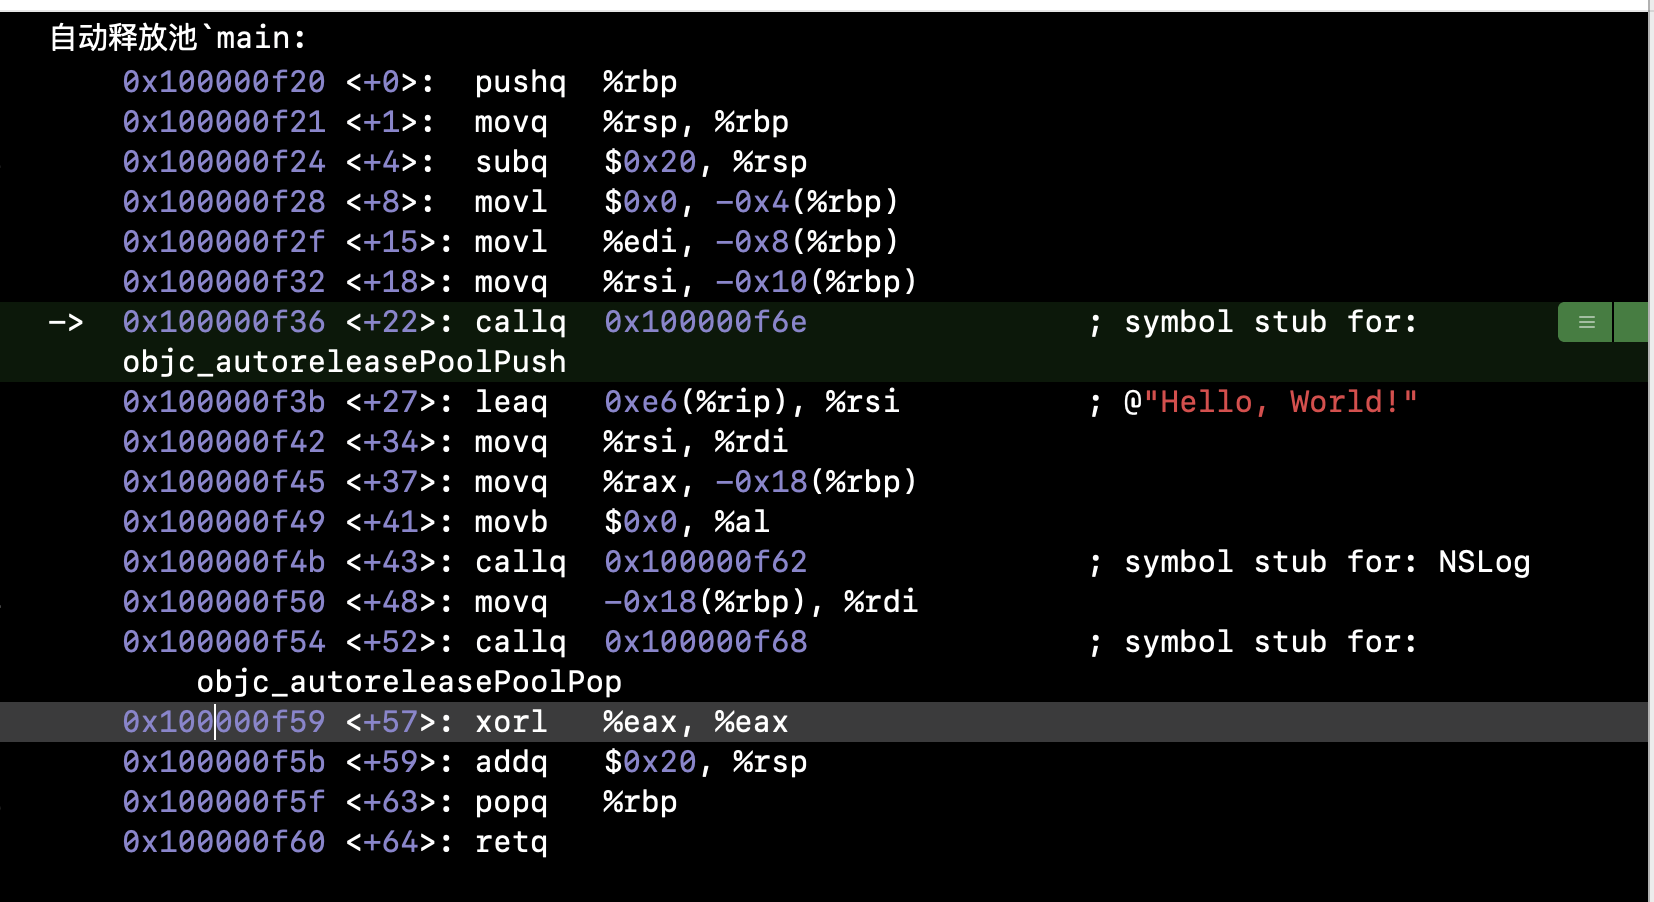 自动释放池`main:
0x100000f20 <+0>:  pushq  %rbp
0x100000f21 <+1>:  movq   %rsp, %rbp
0x100000f24 <+4>:  subq   $0x20, %rsp
0x100000f28 <+8>:  movl   $0x0, -0x4(%rbp)
0x100000f2f <+15>: movl   %edi, -0x8(%rbp)
0x100000f32 <+18>: movq   %rsi, -0x10(%rbp)
-> 0x100000f36 <+22>: callq  0x100000f6e               ; symbol stub for:
objc_autoreleasePoolPush
0x100000f3b <+27>: leaq   0xe6(%rip), %rsi          ; @"Hello, World!"
0x100000f42 <+34>: movq   %rsi, %rdi
0x100000f45 <+37>: movq   %rax, -0x18(%rbp)
0x100000f49 <+41>: movb   $0x0, %al
0x100000f4b <+43>: callq  0x100000f62               ; symbol stub for: NSLog
0x100000f50 <+48>: movq   -0x18(%rbp), %rdi
0x100000f54 <+52>: callq  0x100000f68               ; symbol stub for:
objc_autoreleasePoolPop
0x100000f59 <+57>: xorl   %eax, %eax
0x100000f5b <+59>: addq   $0x20, %rsp
0x100000f5f <+63>: popq   %rbp
0x100000f60 <+64>: retq